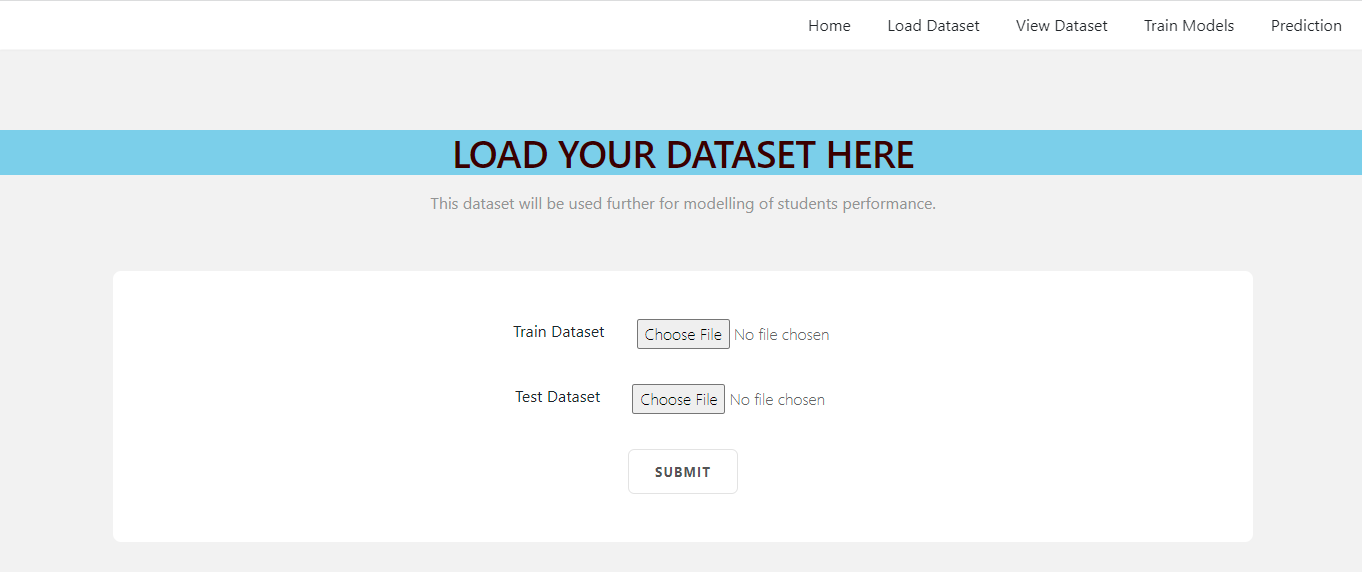 Home Load Dataset View Dataset Train Models Prediction
LOAD YOUR DATASET HERE
This dataset will be used further for modelling of students performance.
Train Dataset Choose File No file chosen
Test Dataset Choose File No file chosen
SUBMIT